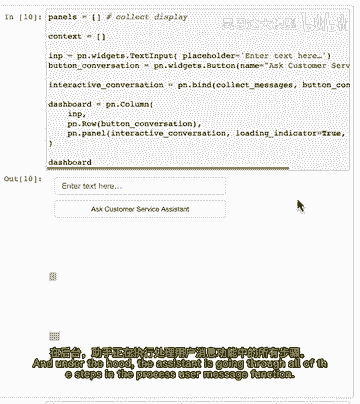 In [10]:
panels = [] # collect display
context = []
inp = pn.widgets.TextInput( placeholder='Enter text here…')
button_conversation = pn.widgets.Button(name="Ask Customer Serv
interactive_conversation = pn.bind(collect_messages, button_con
dashboard = pn.Column(
    inp,
    pn.Row(button_conversation),
    pn.panel(interactive_conversation, loading_indicator=True,
)
dashboard
Out[10]:
Enter text here…
Ask Customer Service Assistant
在后台，助手正在执行处理用户消息功能中的所有步骤。
And under the hood, the assistant is going through all of th
e steps in the process user message function.